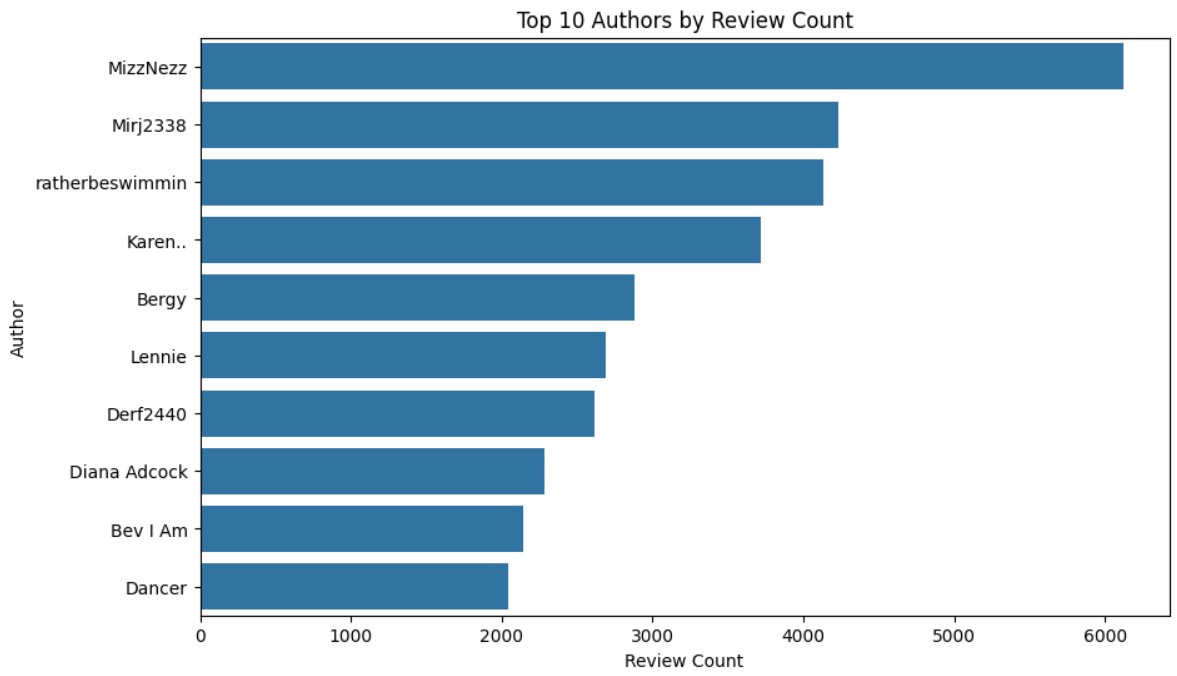 Top 10 Authors by Review Count
MizzNezz
Mirj2338
ratherbeswimmin
Karen..
Bergy
Lennie
Derf2440
Diana Adcock
Bev I Am
Dancer
Author
0 1000 2000 3000 4000 5000 6000
Review Count